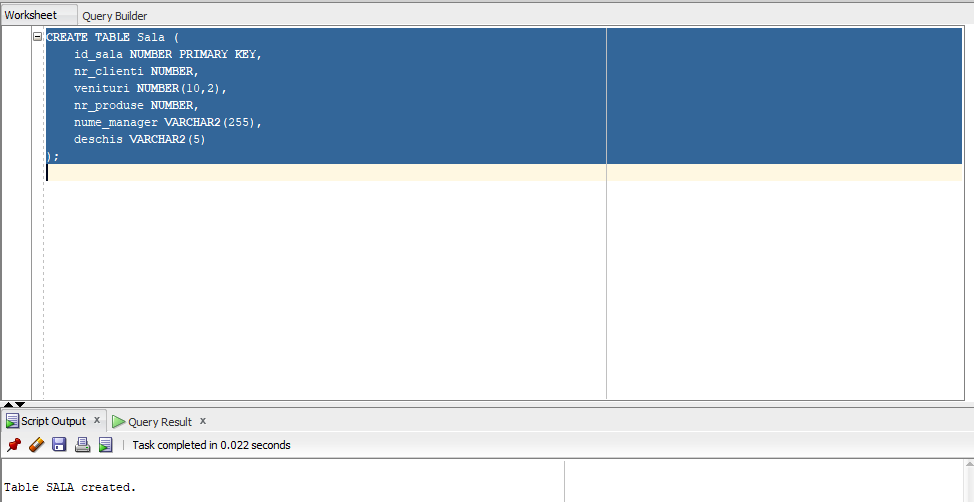 Worksheet Query Builder
CREATE TABLE Sala (
    id_sala NUMBER PRIMARY KEY,
    nr_clienti NUMBER,
    venituri NUMBER(10,2),
    nr_produse NUMBER,
    nume_manager VARCHAR2(255),
    deschis VARCHAR2(5)
);
Script Output x Query Result x
Task completed in 0.022 seconds
Table SALA created.